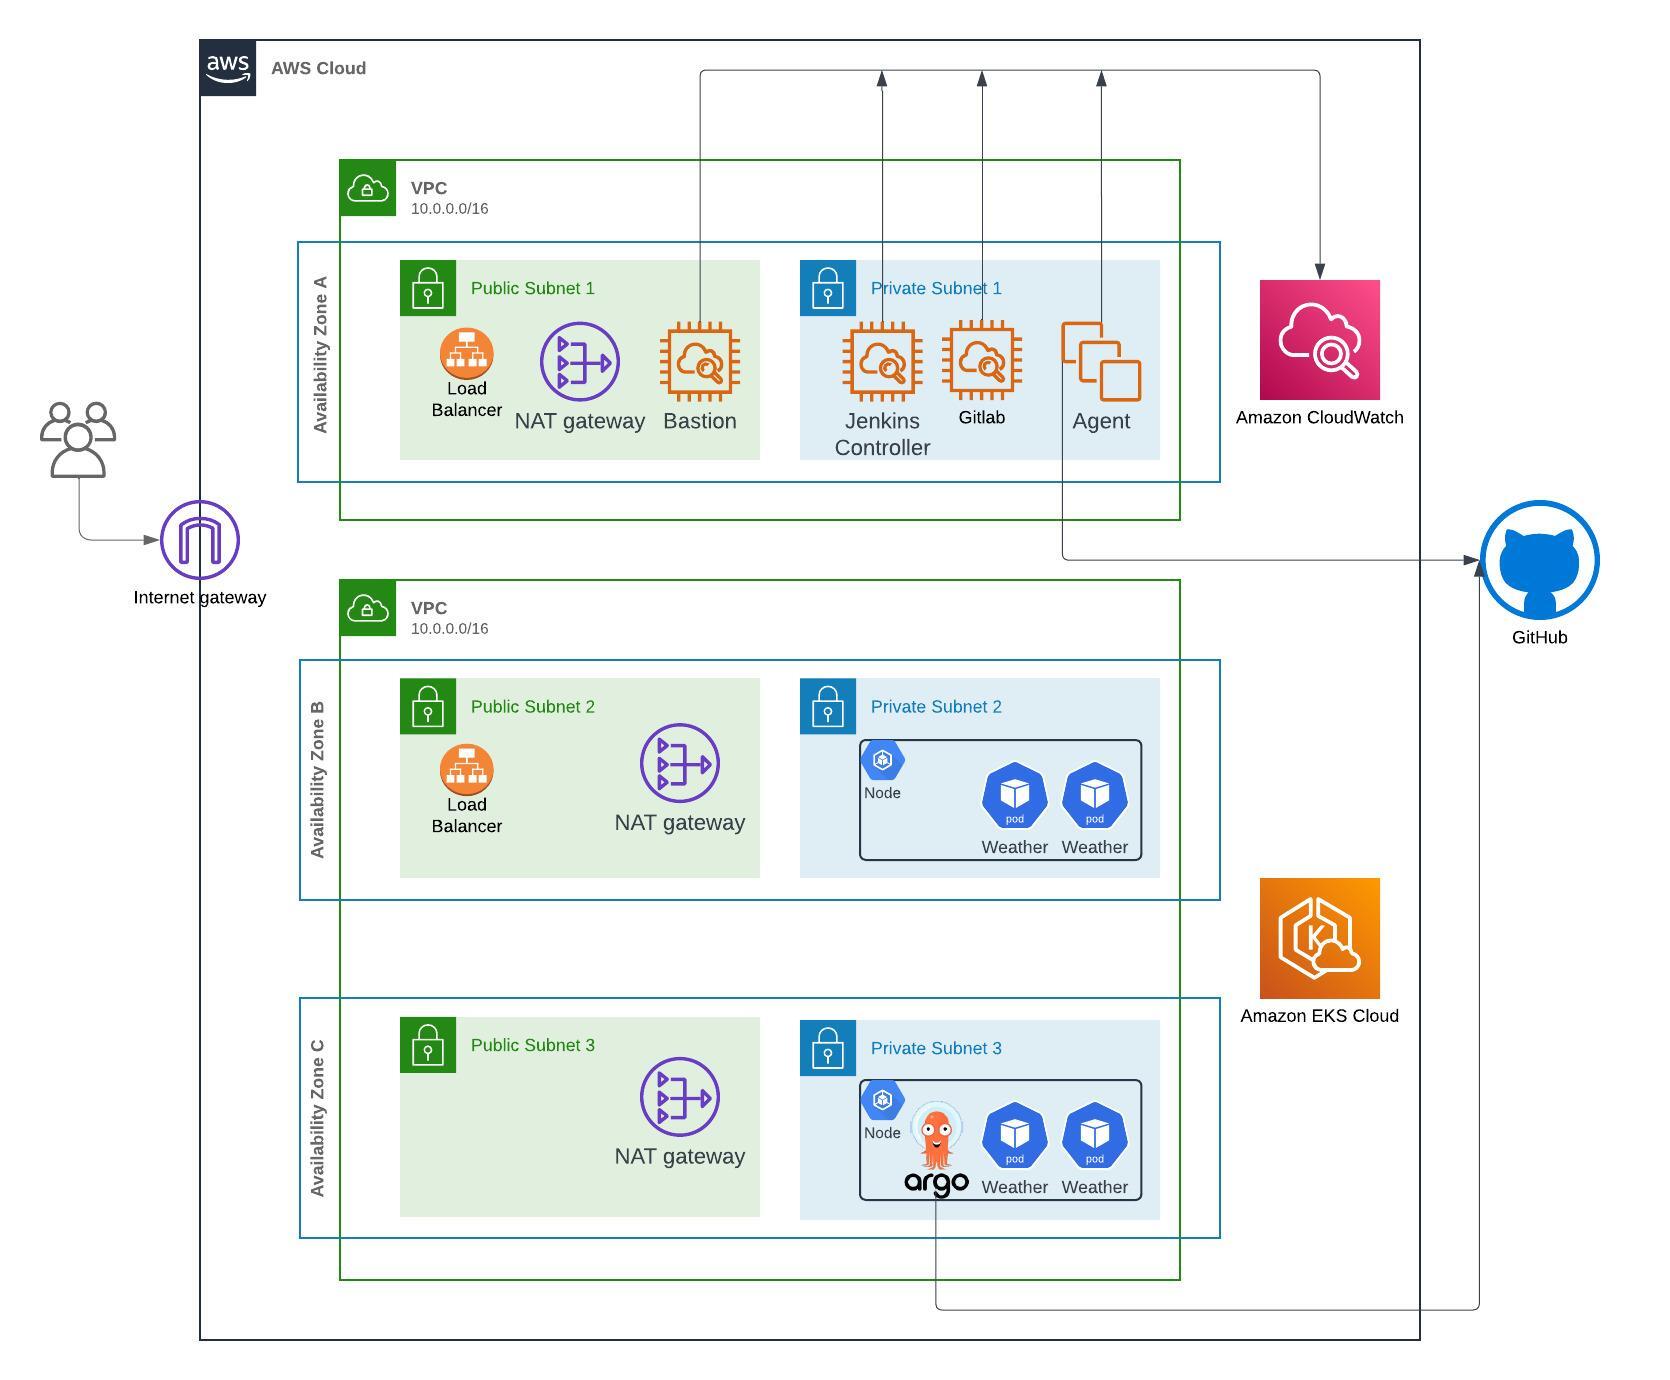 aws
AWS Cloud
VPC
10.0.0.0/16
Availability Zone A
Public Subnet 1
Load
Balancer
NAT gateway
Bastion
Private Subnet 1
Jenkins
Controller
Gitlab
Agent
Amazon CloudWatch
Internet gateway
GitHub
VPC
10.0.0.0/16
Availability Zone B
Public Subnet 2
Load
Balancer
NAT gateway
Private Subnet 2
Node
pod
Weather
pod
Weather
K
Amazon EKS Cloud
Availability Zone C
Public Subnet 3
NAT gateway
Private Subnet 3
Node
argo
pod
Weather
pod
Weather